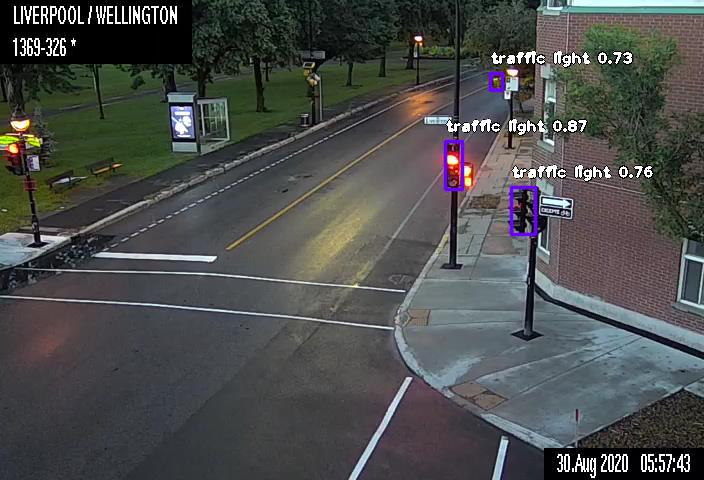 LIVERPOOL / WELLINGTON
1369-326 *
traffic light 0.73
traffic light 0.87
traffic light 0.76
30.Aug 2020 05:57:43